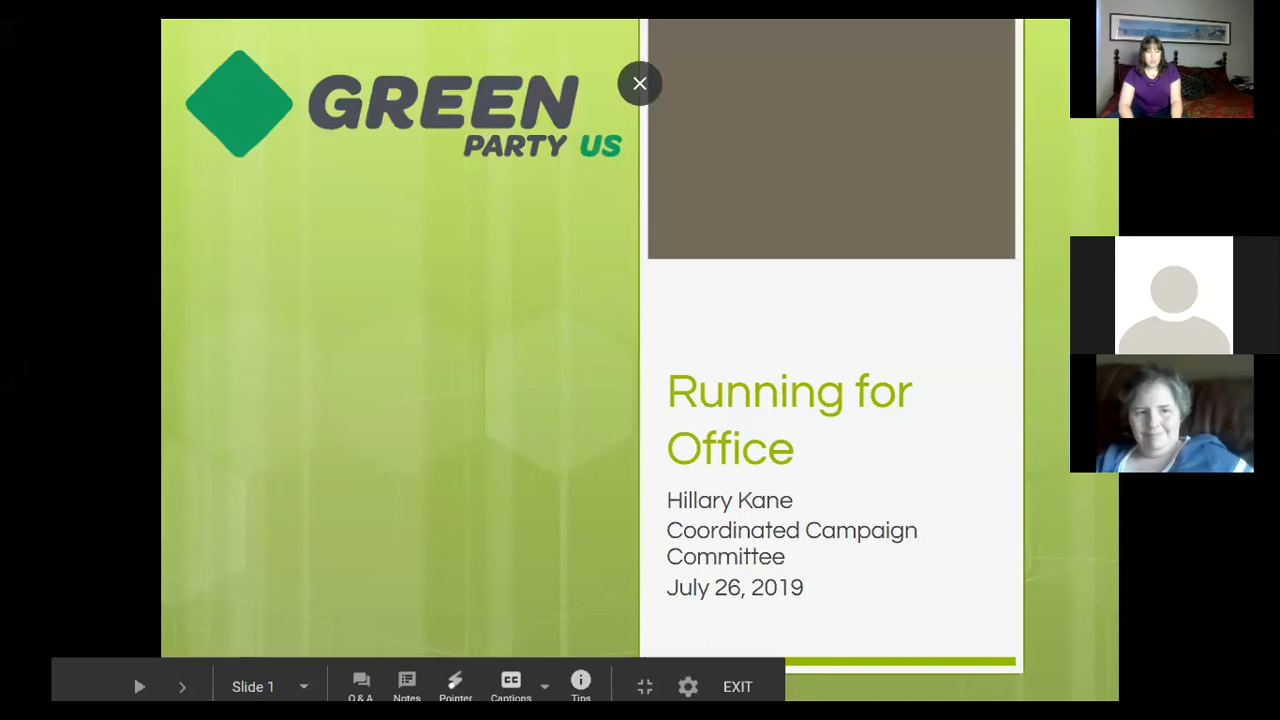 GREEN
PARTY US
Running for
Office
Hillary Kane
Coordinated Campaign
Committee
July 26, 2019
Slide 1
Q & A
Notes
Pointer
CC
Captions
Tips
EXIT